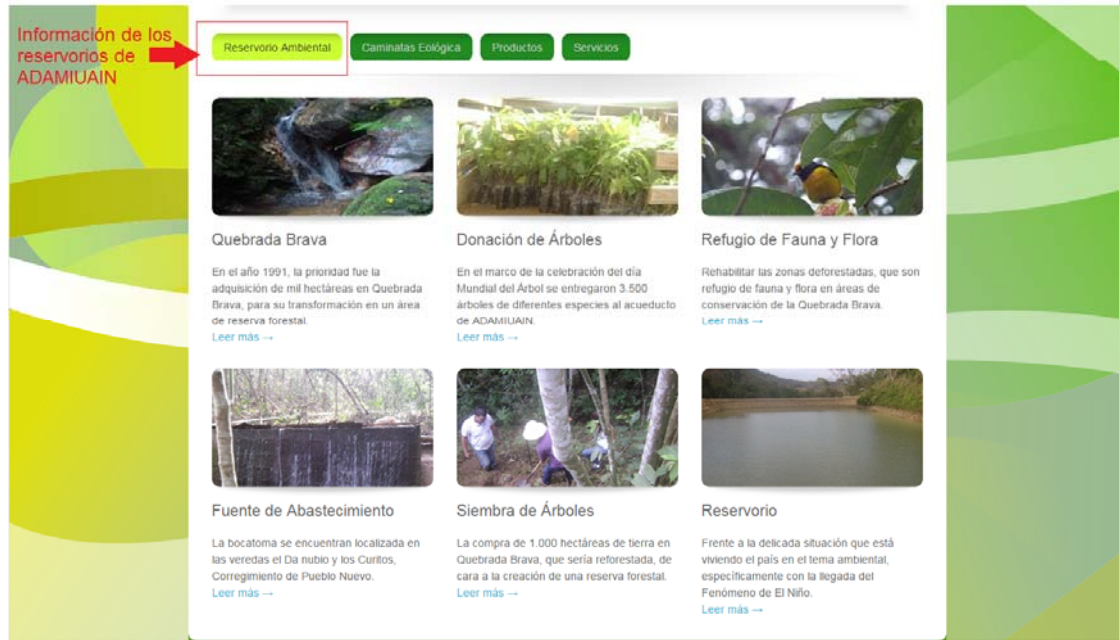 Información de los
reservorios de
ADAMIUAIN
Reservorio Ambiental
Caminatas Eológica
Productos
Servicios
Quebrada Brava
En el año 1991, la prioridad fue la
adquisición de mil hectáreas en Quebrada
Brava, para su transformación en un área
de reserva forestal.
Leer más →
Donación de Árboles
En el marco de la celebración del día
Mundial del Árbol se entregaron 3.500
árboles de diferentes especies al acueducto
de ADAMIUAIN.
Leer más →
Refugio de Fauna y Flora
Rehabilitar las zonas deforestadas, que son
refugio de fauna y flora en áreas de
conservación de la Quebrada Brava.
Leer más →
Fuente de Abastecimiento
La bocatoma se encuentran localizada en
las veredas el Da nubio y los Curitos,
Corregimiento de Pueblo Nuevo.
Leer más →
Siembra de Árboles
La compra de 1.000 hectáreas de tierra en
Quebrada Brava, que sería reforestada, de
cara a la creación de una reserva forestal.
Leer más →
Reservorio
Frente a la delicada situación que está
viviendo el país en el tema ambiental,
específicamente con la llegada del
Fenómeno de El Niño.
Leer más →